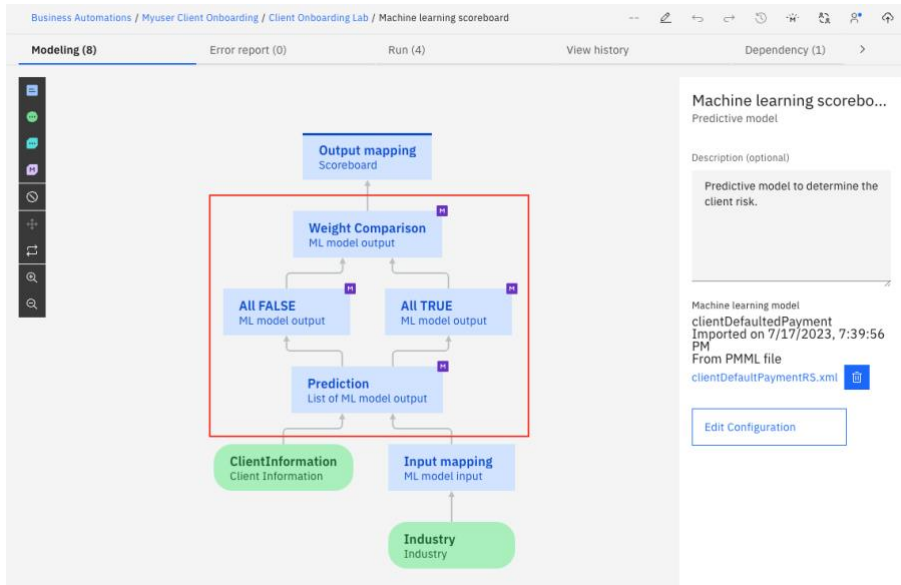 Business Automations / Myuser Client Onboarding / Client Onboarding Lab / Machine learning scoreboard
Modeling (8)
Error report (0)
Run (4)
View history
Dependency (1)
Output mapping
Scoreboard
M
Weight Comparison
ML model output
M
M
All FALSE
ML model output
All TRUE
ML model output
M
Prediction
List of ML model output
ClientInformation
Client Information
Input mapping
ML model input
Industry
Industry
M
Machine learning scorebo...
Predictive model
Description (optional)
Predictive model to determine the
client risk.
Machine learning model
clientDefaultedPayment
Imported on 7/17/2023, 7:39:56
PM
From PMML file
clientDefaultPaymentRS.xml
Edit Configuration